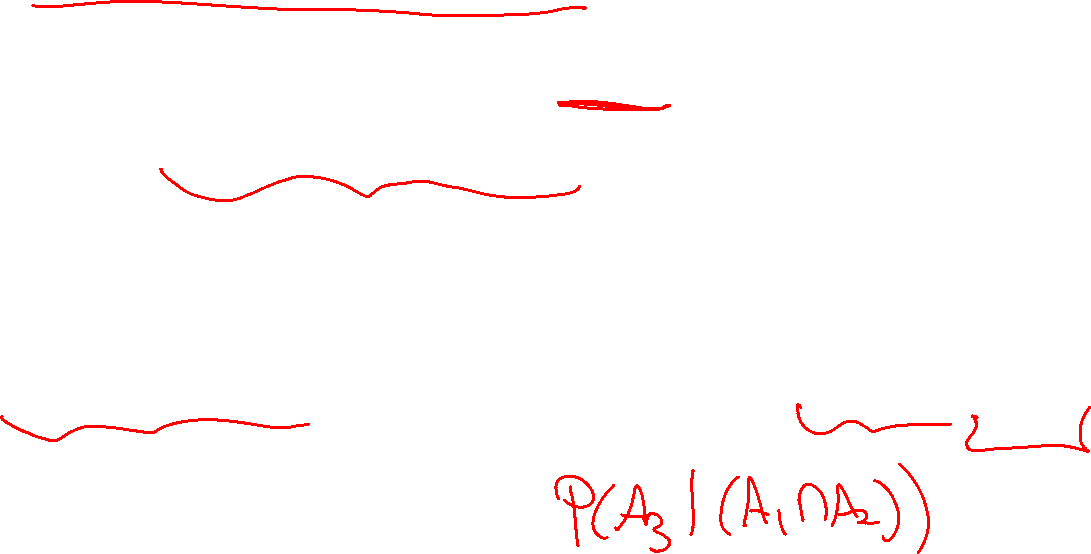 P(A₃ | (A₁ ∩ A₂))